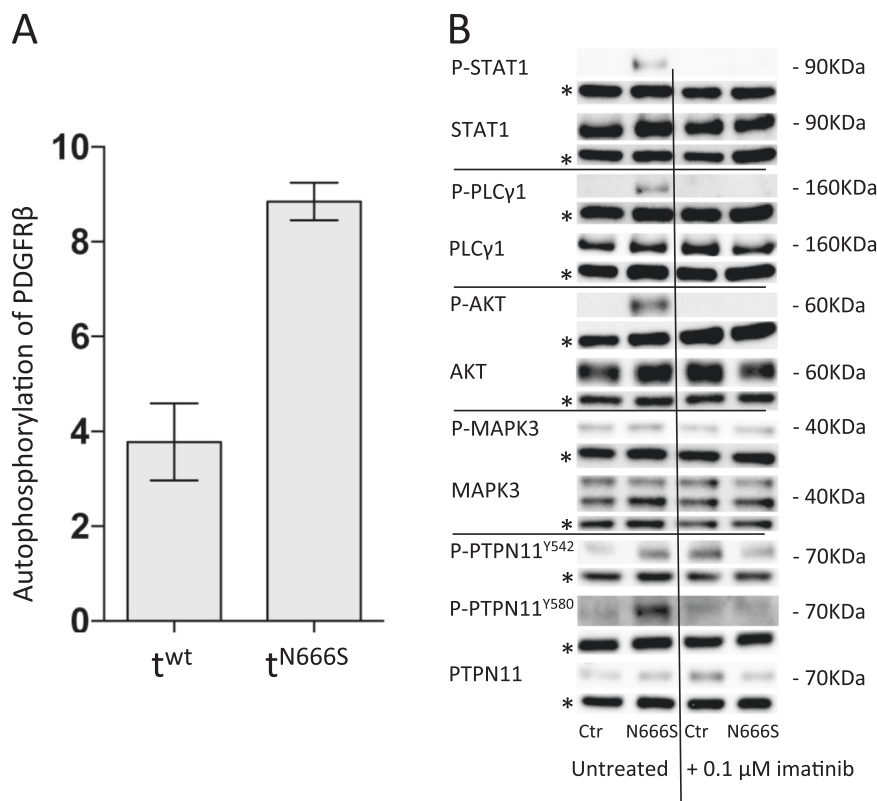 A
Autophosphorylation of PDGFRβ
10
8
6
4
2
0
t^wt t^N666S
B
P-STAT1 - 90KDa
*
STAT1 - 90KDa
*
P-PLCγ1 - 160KDa
*
PLCγ1 - 160KDa
*
P-AKT - 60KDa
*
AKT - 60KDa
*
P-MAPK3 - 40KDa
*
MAPK3 - 40KDa
*
P-PTPN11^Y542 - 70KDa
*
P-PTPN11^Y580 - 70KDa
*
PTPN11 - 70KDa
*
Ctr N666S Ctr N666S
Untreated + 0.1 μM imatinib